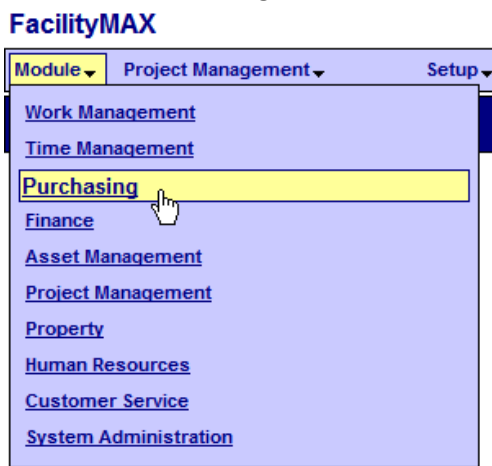 FacilityMAX
Module Project Management Setup
Work Management
Time Management
Purchasing
Finance
Asset Management
Project Management
Property
Human Resources
Customer Service
System Administration